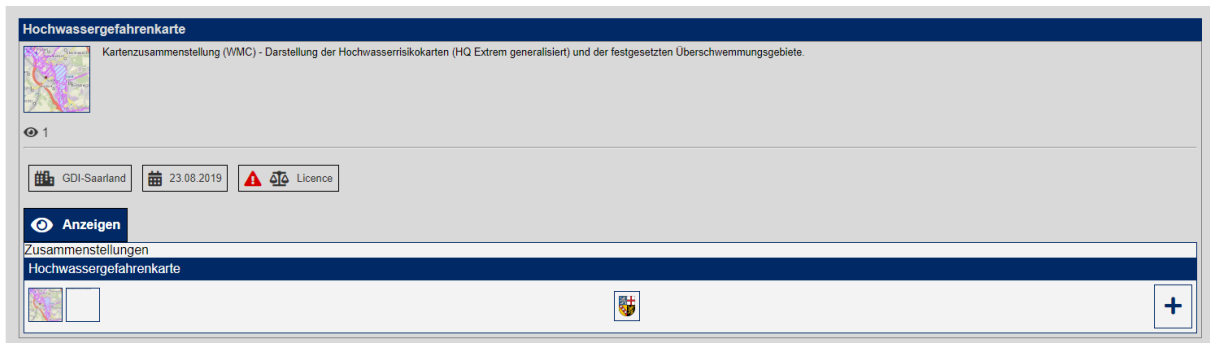 Hochwassergefahrenkarte
Kartenzusammenstellung (WMC) - Darstellung der Hochwasserrisikokarten (HQ Extrem generalisiert) und der festgesetzten Überschwemmungsgebiete.
1
GDI-Saarland 23.08.2019 Licence
Anzeigen
Zusammenstellungen
Hochwassergefahrenkarte